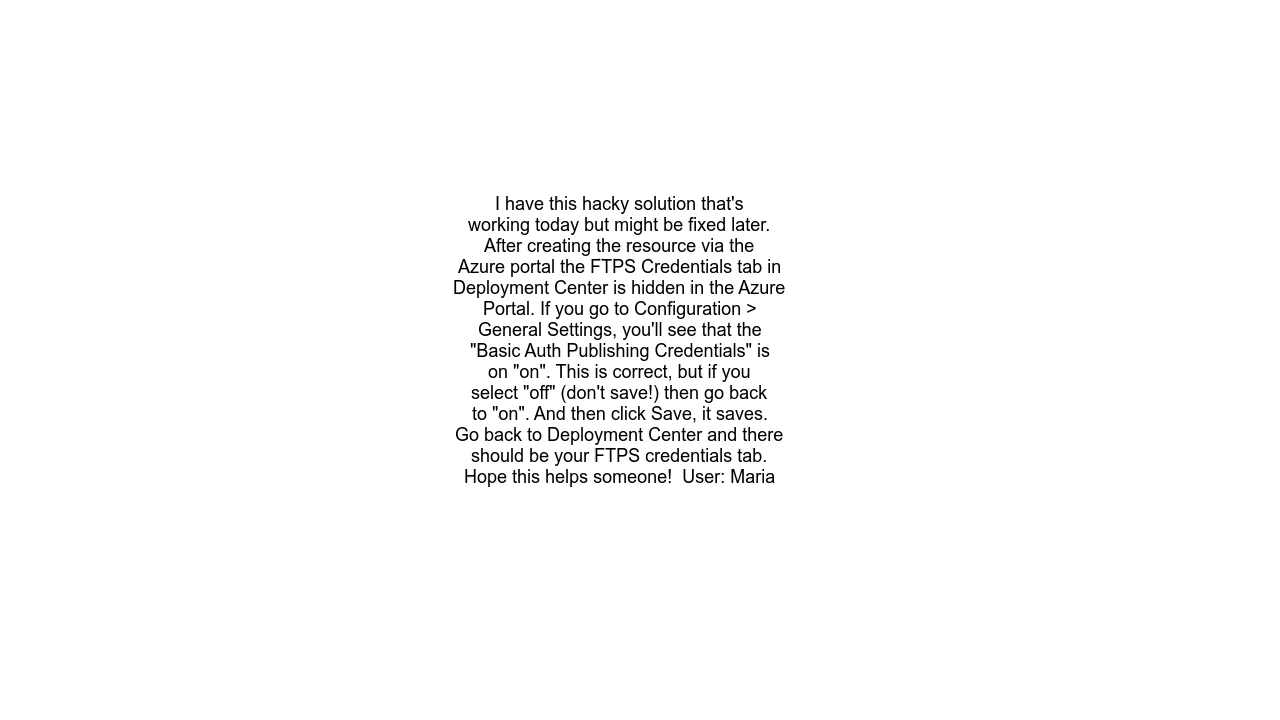 I have this hacky solution that's
working today but might be fixed later.
After creating the resource via the
Azure portal the FTPS Credentials tab in
Deployment Center is hidden in the Azure
Portal. If you go to Configuration >
General Settings, you'll see that the
"Basic Auth Publishing Credentials" is
on "on". This is correct, but if you
select "off" (don't save!) then go back
to "on". And then click Save, it saves.
Go back to Deployment Center and there
should be your FTPS credentials tab.
Hope this helps someone!  User: Maria